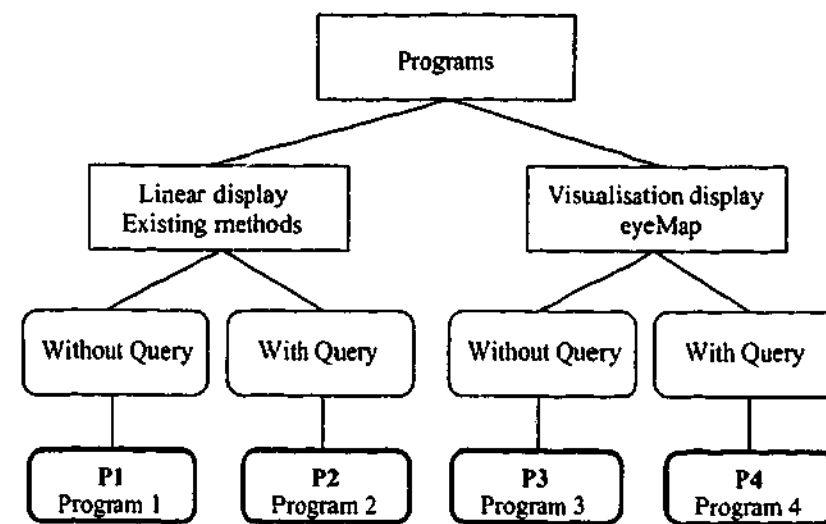 Programs
Linear display
Existing methods
Visualisation display
eyeMap
Without Query
With Query
Without Query
With Query
P1
Program 1
P2
Program 2
P3
Program 3
P4
Program 4